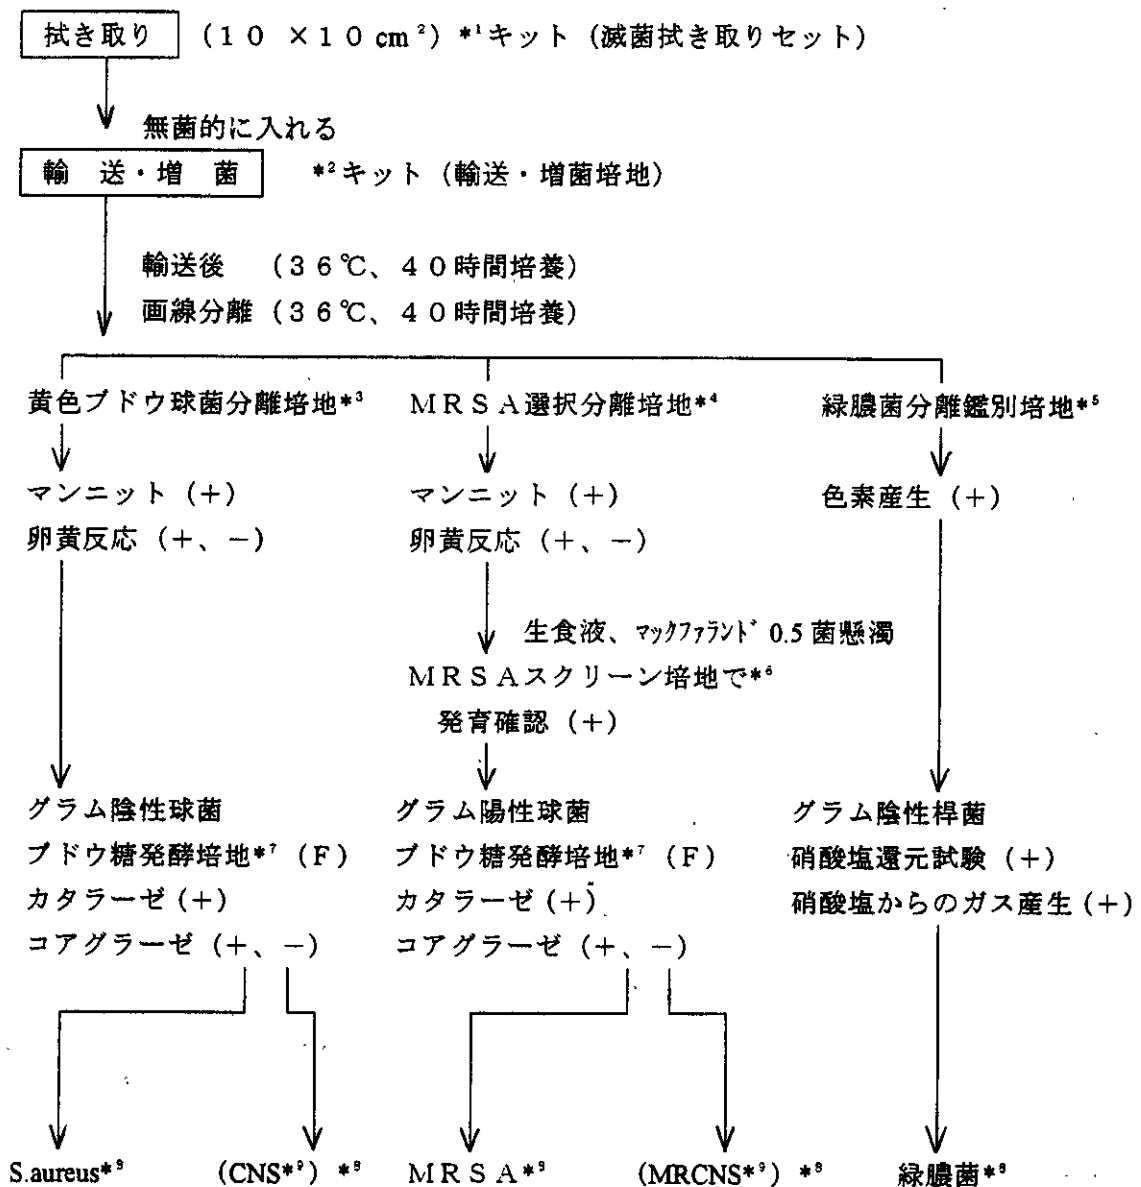 拭き取り (１０ ×10 cm²) *¹キット (滅菌拭き取りセット)
無菌的に入れる
輸 送・増 菌 *²キット (輸送・増菌培地)
輸送後 (３６℃、４０時間培養)
画線分離 (３６℃、４０時間培養)
黄色ブドウ球菌分離培地*³ ＭＲＳＡ選択分離培地*⁴ 緑膿菌分離鑑別培地*⁵
マンニット (＋) マンニット (＋) 色素産生 (＋)
卵黄反応 (＋、－) 卵黄反応 (＋、－)
生食液、ﾏｯｸﾌｧﾗﾝﾄﾞ 0.5 菌懸濁
ＭＲＳＡスクリーン培地で*⁶
発育確認 (＋)
グラム陰性球菌 グラム陽性球菌 グラム陰性桿菌
ブドウ糖発酵培地*⁷ (Ｆ) ブドウ糖発酵培地*⁷ (Ｆ) 硝酸塩還元試験 (＋)
カタラーゼ (＋) カタラーゼ (＋) 硝酸塩からのガス産生 (＋)
コアグラーゼ (＋、－) コアグラーゼ (＋、－)
S.aureus*⁸ (CNS*⁹) *⁸ ＭＲＳＡ*⁸ (MRCNS*⁹) *⁸ 緑膿菌*⁸